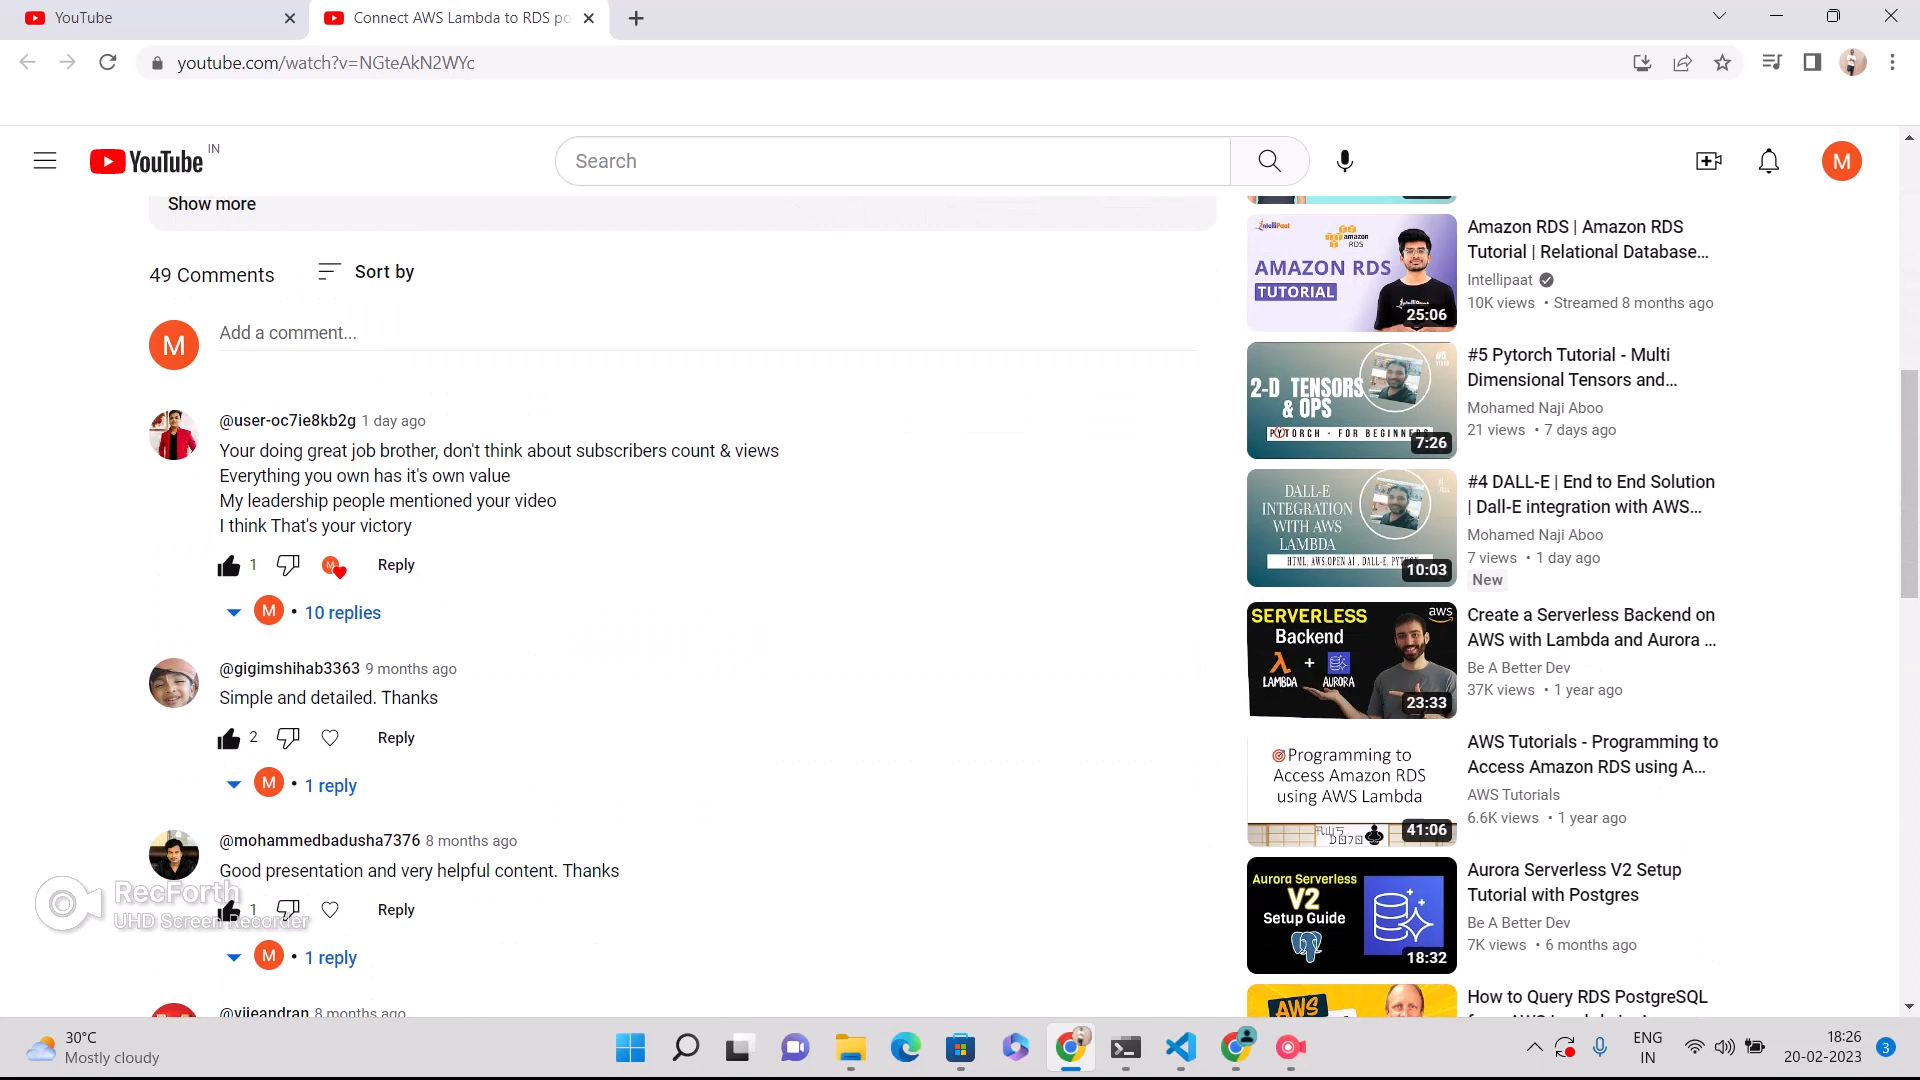 YouTube
Connect AWS Lambda to RDS po
youtube.com/watch?v=NGteAkN2WYc
YouTube IN
Search
M
Show more
49 Comments
Sort by
M
Add a comment...
@user-oc7ie8kb2g 1 day ago
Your doing great job brother, don't think about subscribers count & views
Everything you own has it's own value
My leadership people mentioned your video
I think That's your victory
1
M
Reply
M • 10 replies
@gigimshihab3363 9 months ago
Simple and detailed. Thanks
2
Reply
M • 1 reply
@mohammedbadusha7376 8 months ago
Good presentation and very helpful content. Thanks
1
Reply
M • 1 reply
@vijeandran 8 months ago
RecForth
UHD Screen Recorder
IntelliPaat
amazon
RDS
AMAZON RDS
TUTORIAL
25:06
Amazon RDS | Amazon RDS
Tutorial | Relational Database...
Intellipaat
10K views • Streamed 8 months ago
#5
2-D TENSORS
& OPS
PYTORCH - FOR BEGINNERS
7:26
#5 Pytorch Tutorial - Multi
Dimensional Tensors and...
Mohamed Naji Aboo
21 views • 7 days ago
DALL-E
INTEGRATION
WITH AWS
LAMBDA
HTML, AWS,OPEN AI , DALL-E, PYTHON
10:03
#4 DALL-E | End to End Solution
| Dall-E integration with AWS...
Mohamed Naji Aboo
7 views • 1 day ago
New
SERVERLESS
Backend
aws
LAMBDA + AURORA
23:33
Create a Serverless Backend on
AWS with Lambda and Aurora ...
Be A Better Dev
37K views • 1 year ago
Programming to
Access Amazon RDS
using AWS Lambda
41:06
AWS Tutorials - Programming to
Access Amazon RDS using A...
AWS Tutorials
6.6K views • 1 year ago
Aurora Serverless
V2
Setup Guide
18:32
Aurora Serverless V2 Setup
Tutorial with Postgres
Be A Better Dev
7K views • 6 months ago
AWS
How to Query RDS PostgreSQL
30°C
Mostly cloudy
ENG
IN
18:26
20-02-2023
3